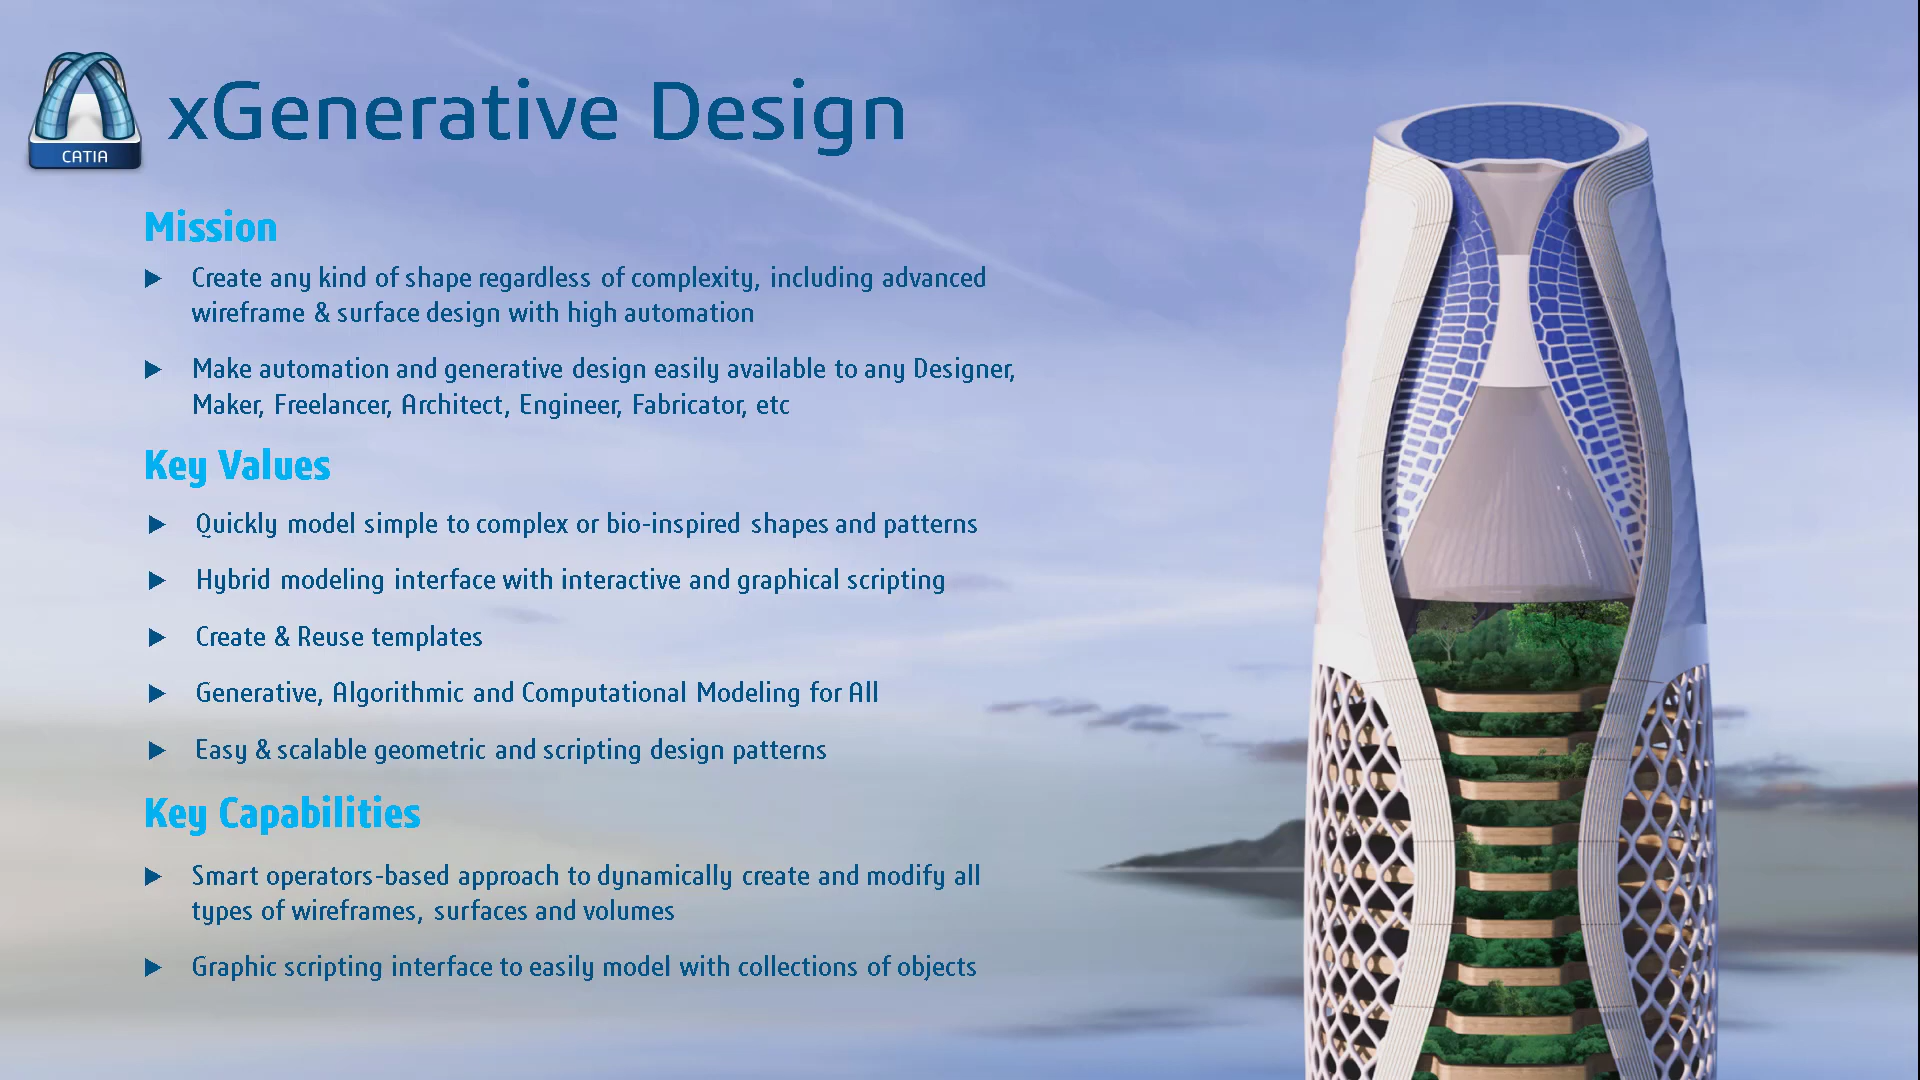 CATIA
xGenerative Design
Mission
▶ Create any kind of shape regardless of complexity, including advanced
wireframe & surface design with high automation
▶ Make automation and generative design easily available to any Designer,
Maker, Freelancer, Architect, Engineer, Fabricator, etc
Key Values
▶ Quickly model simple to complex or bio-inspired shapes and patterns
▶ Hybrid modeling interface with interactive and graphical scripting
▶ Create & Reuse templates
▶ Generative, Algorithmic and Computational Modeling for All
▶ Easy & scalable geometric and scripting design patterns
Key Capabilities
▶ Smart operators-based approach to dynamically create and modify all
types of wireframes, surfaces and volumes
▶ Graphic scripting interface to easily model with collections of objects